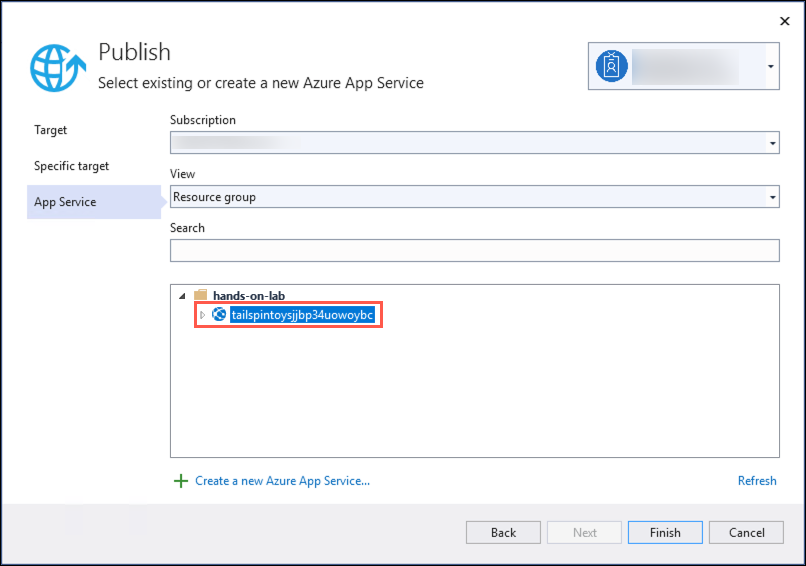 Publish
Select existing or create a new Azure App Service
Target
Specific target
App Service
Subscription
View
Resource group
Search
hands-on-lab
tailspintoysjjbp34uowoybc
Create a new Azure App Service...
Refresh
Back
Next
Finish
Cancel